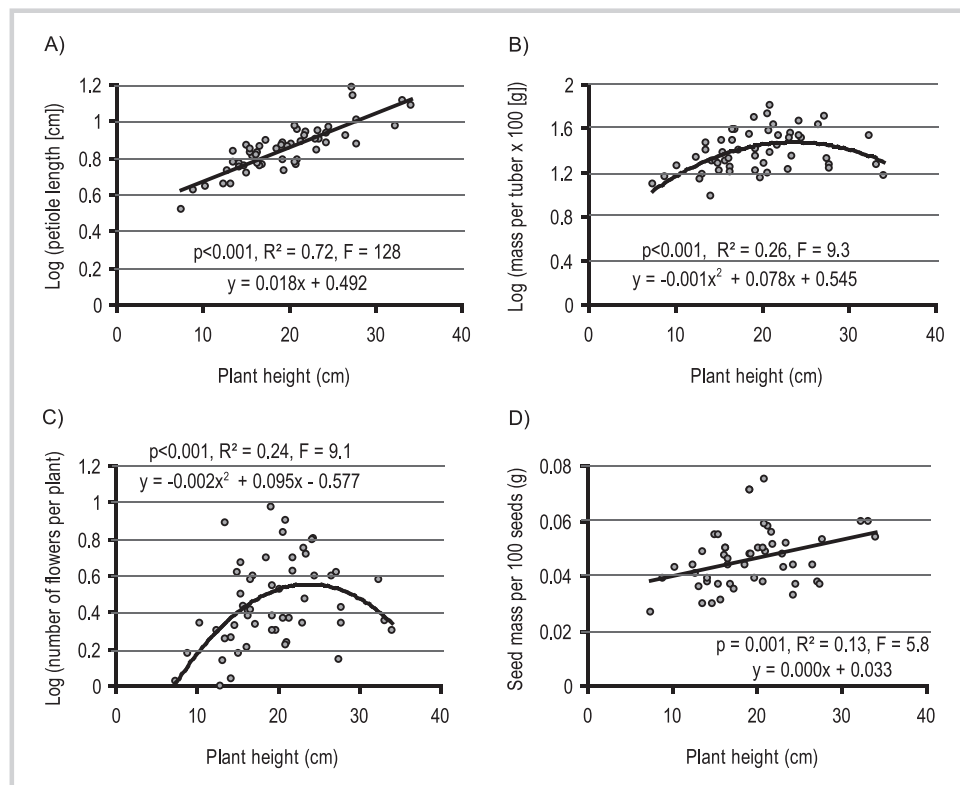 A)
Log (petiole length [cm])
1.2
1
0.8
0.6
0.4
0.2
0
p<0.001, R² = 0.72, F = 128
y = 0.018x + 0.492
0 10 20 30 40
Plant height (cm)
B)
Log (mass per tuber x 100 [g])
2
1.6
1.2
0.8
0.4
0
p<0.001, R² = 0.26, F = 9.3
y = -0.001x² + 0.078x + 0.545
0 10 20 30 40
Plant height (cm)
C)
p<0.001, R² = 0.24, F = 9.1
y = -0.002x² + 0.095x - 0.577
Log (number of flowers per plant)
1.2
1
0.8
0.6
0.4
0.2
0
0 10 20 30 40
Plant height (cm)
D)
Seed mass per 100 seeds (g)
0.08
0.06
0.04
0.02
0
p = 0.001, R² = 0.13, F = 5.8
y = 0.000x + 0.033
0 10 20 30 40
Plant height (cm)